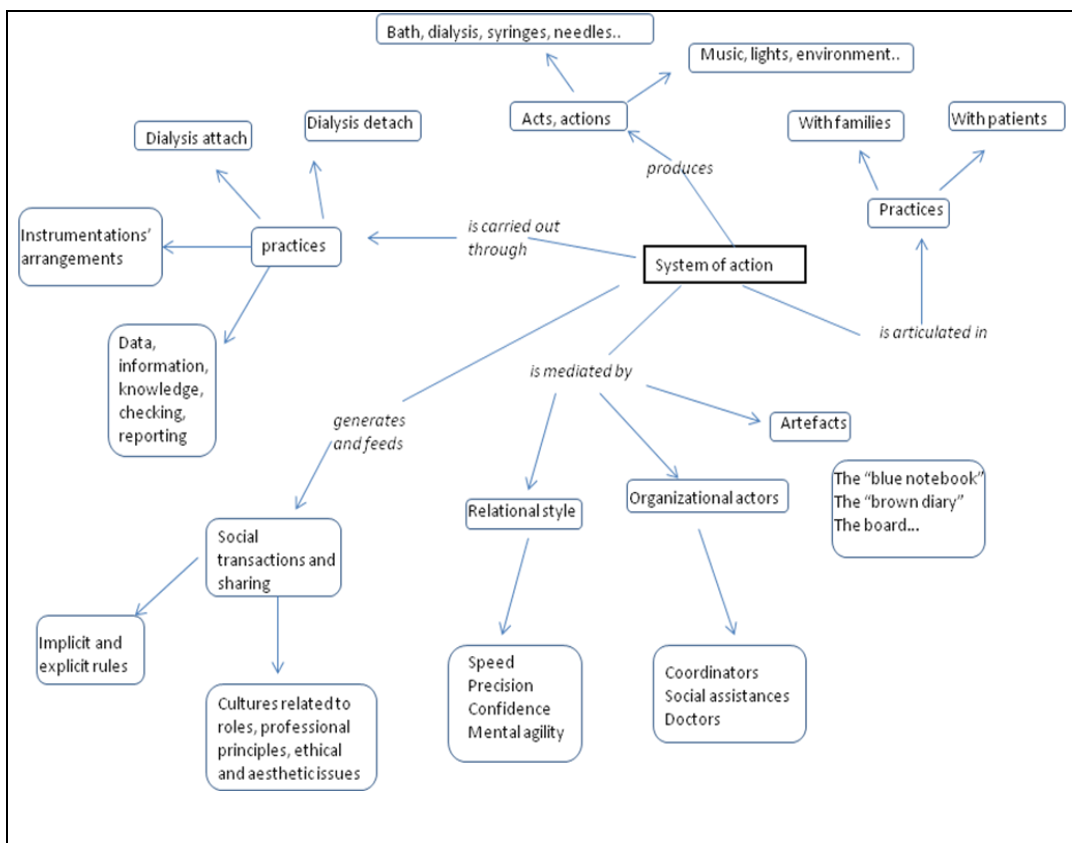 Bath, dialysis, syringes, needles..
Music, lights, environment..
Acts, actions
Dialysis attach
Dialysis detach
With families
With patients
produces
Practices
Instrumentations’
arrangements
practices
is carried out
through
System of action
is articulated in
Data,
information,
knowledge,
checking,
reporting
is mediated by
generates
and feeds
Artefacts
The “blue notebook”
The “brown diary”
The board...
Relational style
Organizational actors
Social
transactions and
sharing
Implicit and
explicit rules
Cultures related to
roles, professional
principles, ethical
and aesthetic issues
Speed
Precision
Confidence
Mental agility
Coordinators
Social assistances
Doctors